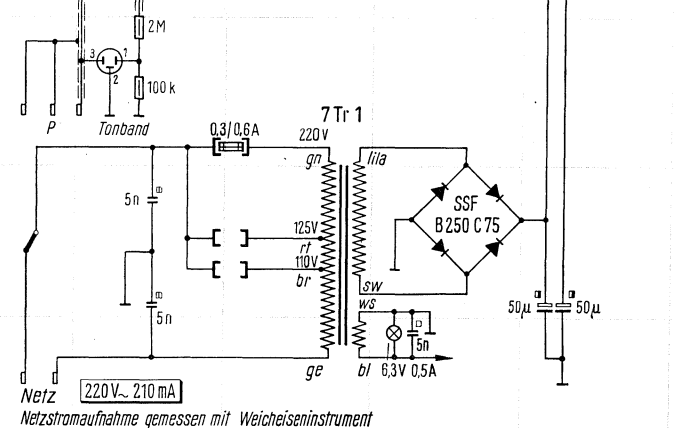 2M
3 1
2
100k
P Tonband
7Tr 1
0,3/0,6A
220V
gn
lila
5n
SSF
B250 C75
125V
rt
110V
br
sw
ws
5n
50µ
50µ
5n
ge
bl 6,3V 0,5A
Netz
220V~ 210mA
Netzstromaufnahme gemessen mit Weicheiseninstrument